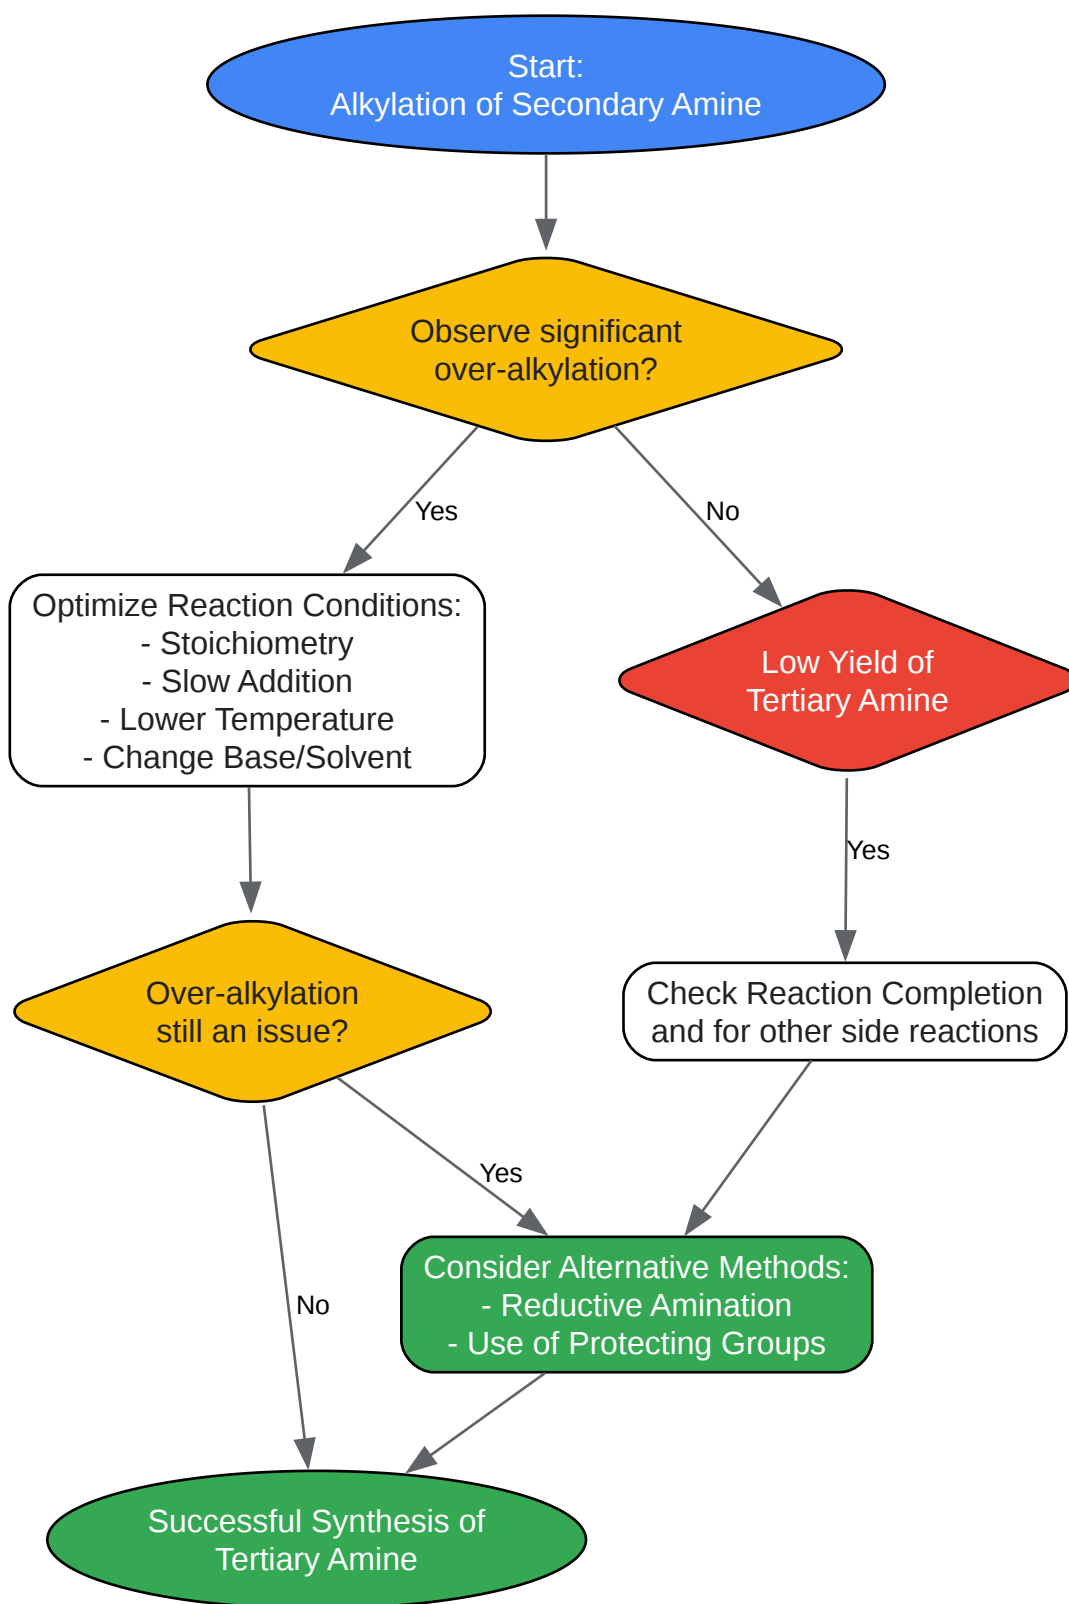 Start:
Alkylation of Secondary Amine
Observe significant
over-alkylation?
Yes
No
Optimize Reaction Conditions:
- Stoichiometry
- Slow Addition
- Lower Temperature
- Change Base/Solvent
Low Yield of
Tertiary Amine
Yes
Over-alkylation
still an issue?
Check Reaction Completion
and for other side reactions
Yes
No
Consider Alternative Methods:
- Reductive Amination
- Use of Protecting Groups
Successful Synthesis of
Tertiary Amine